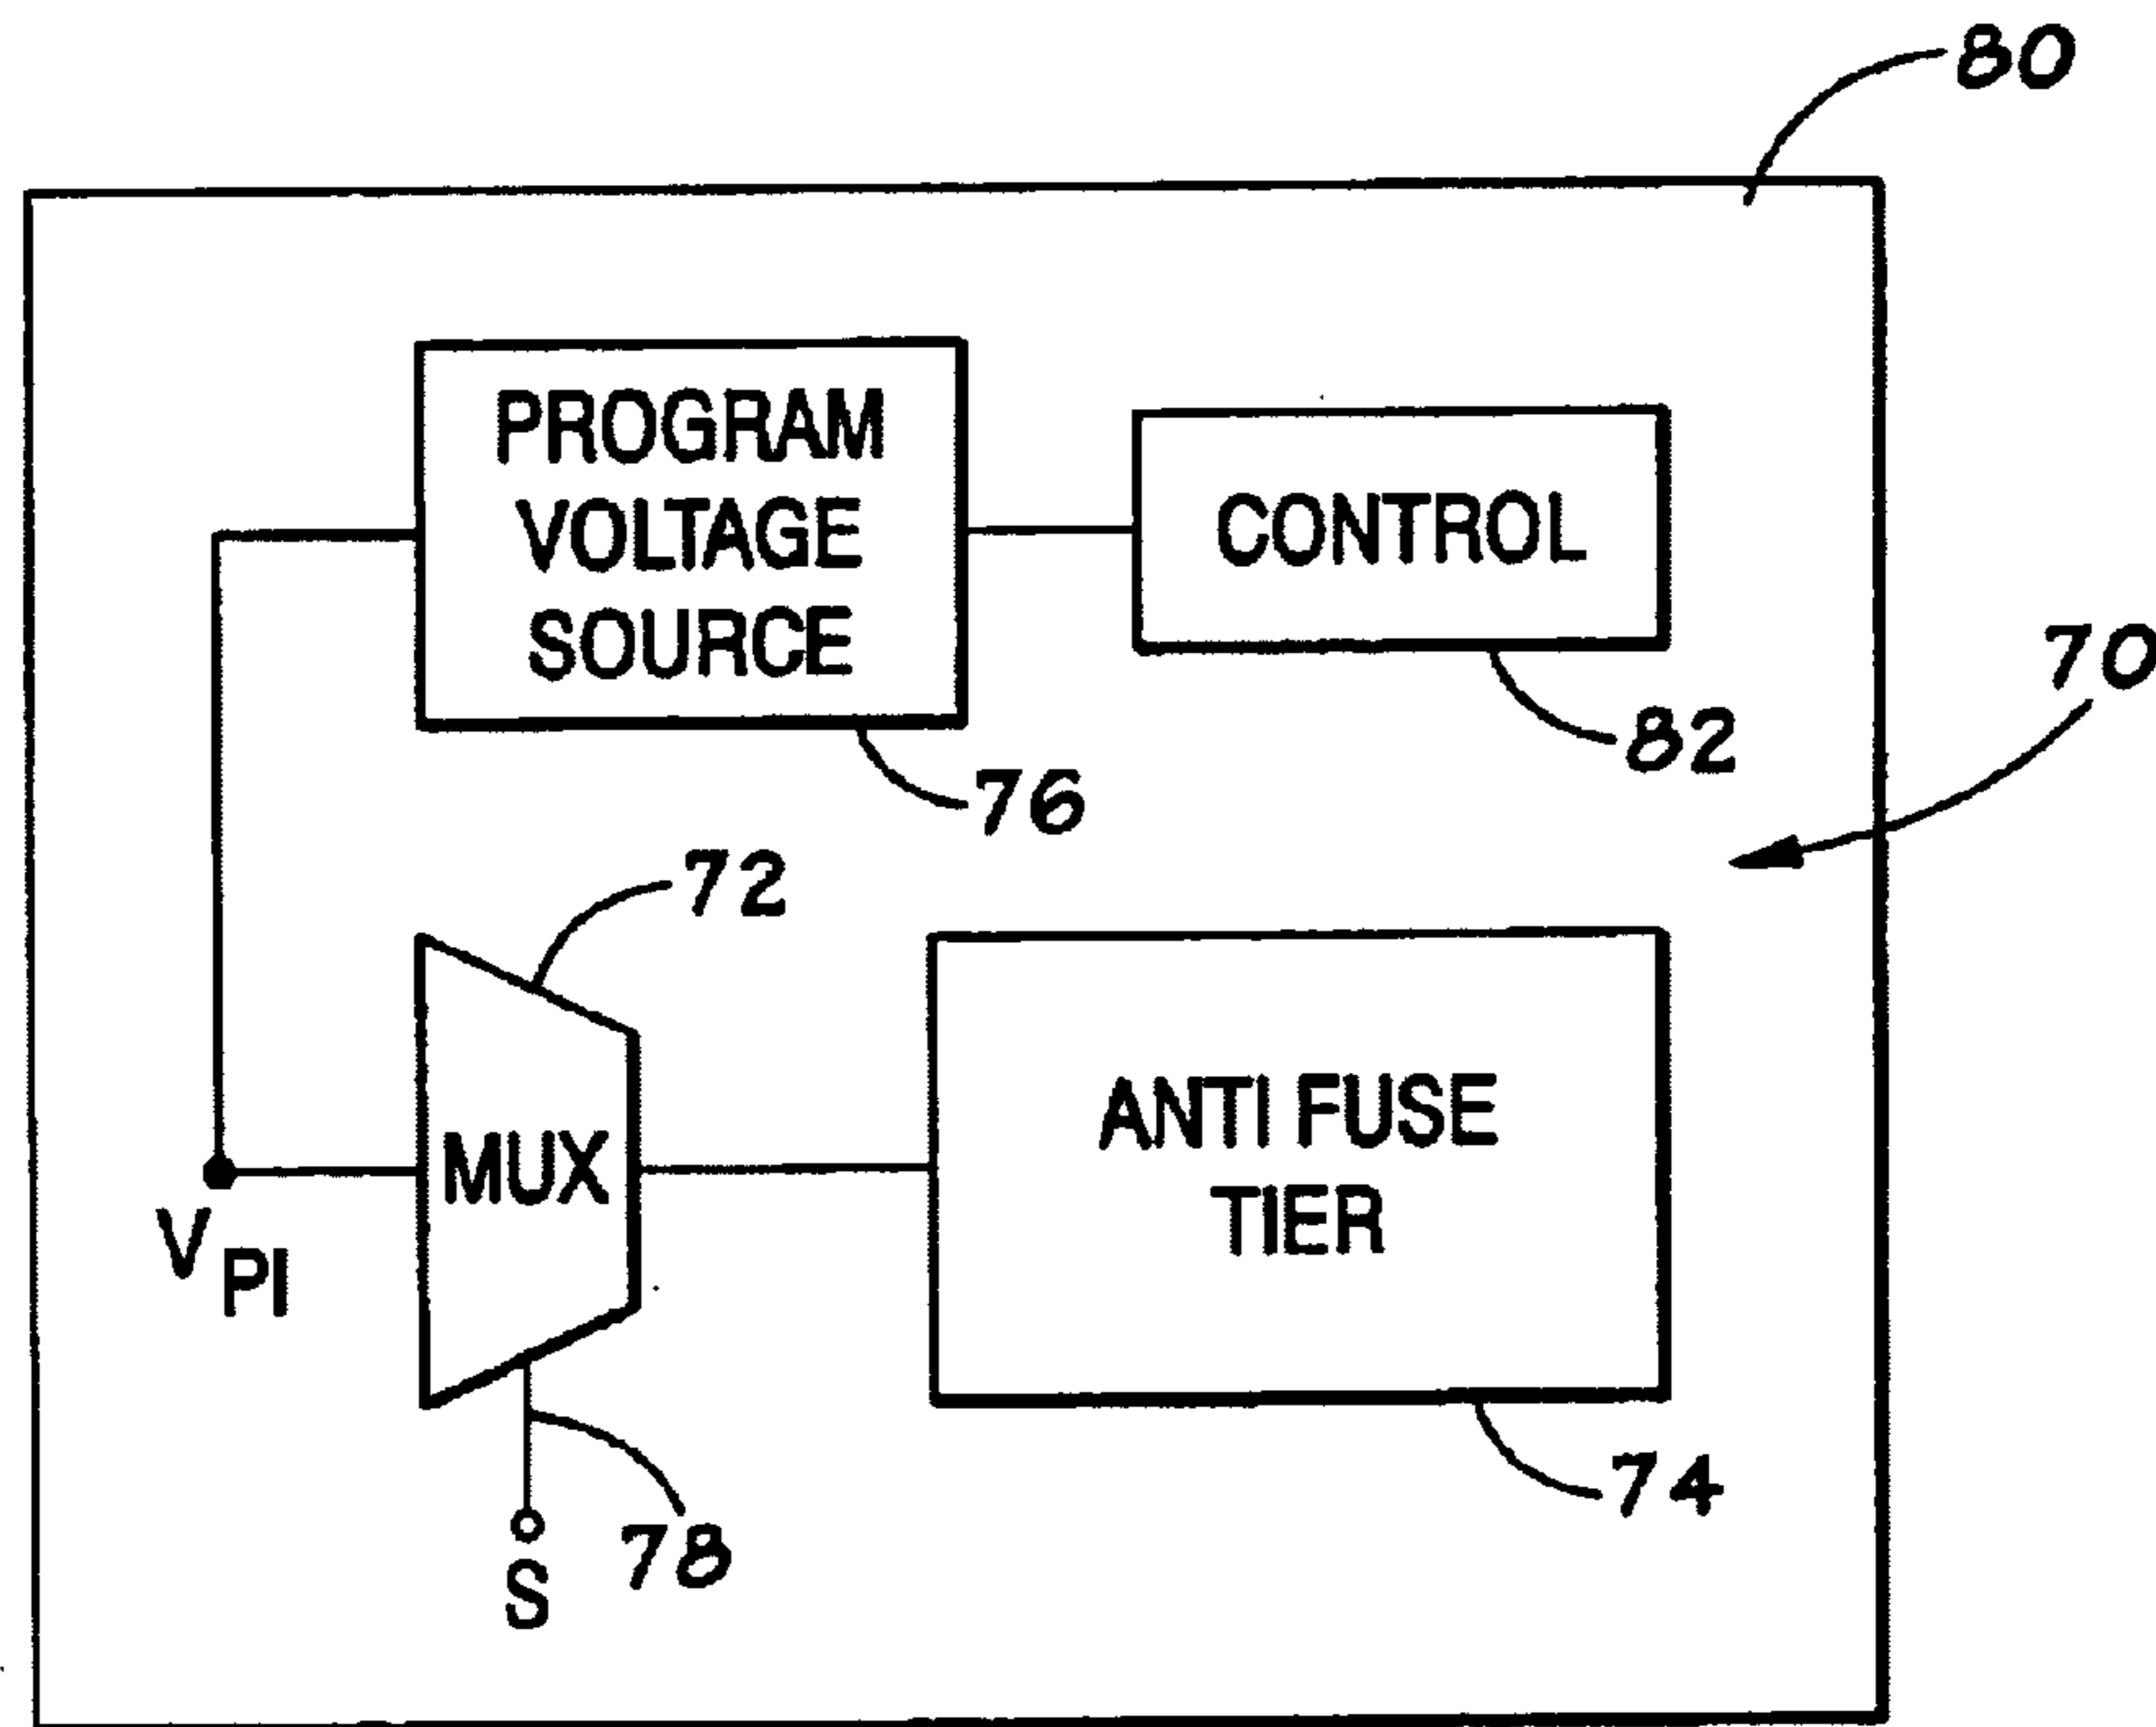 80
PROGRAM
VOLTAGE
SOURCE
CONTROL
70
82
76
72
MUX
ANTI FUSE
TIER
VPI
74
78
S